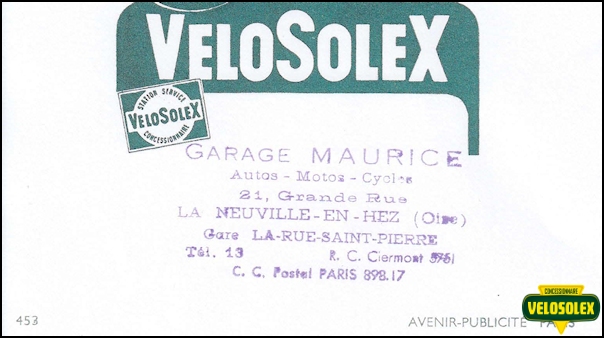 VELOSOLEX
STATION SERVICE
VELOSOLEX
CONCESSIONNAIRE
GARAGE MAURICE
Autos - Motos - Cycles
21, Grande Rue
LA NEUVILLE-EN-HEZ (Oise)
Gare LA-RUE-SAINT-PIERRE
Tél. 13 R. C. Clermont
C. C. Postal PARIS 898.17
CONCESSIONNAIRE
VELOSOLEX
453 AVENIR-PUBLICITÉ